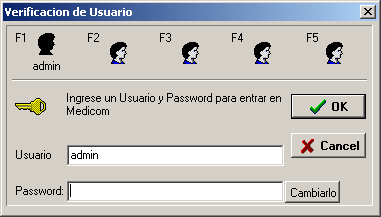 Verificacion de Usuario
F1 F2 F3 F4 F5
admin
Ingrese un Usuario y Password para entrar en
Medicom
OK
Cancel
Usuario admin
Password: Cambiarlo